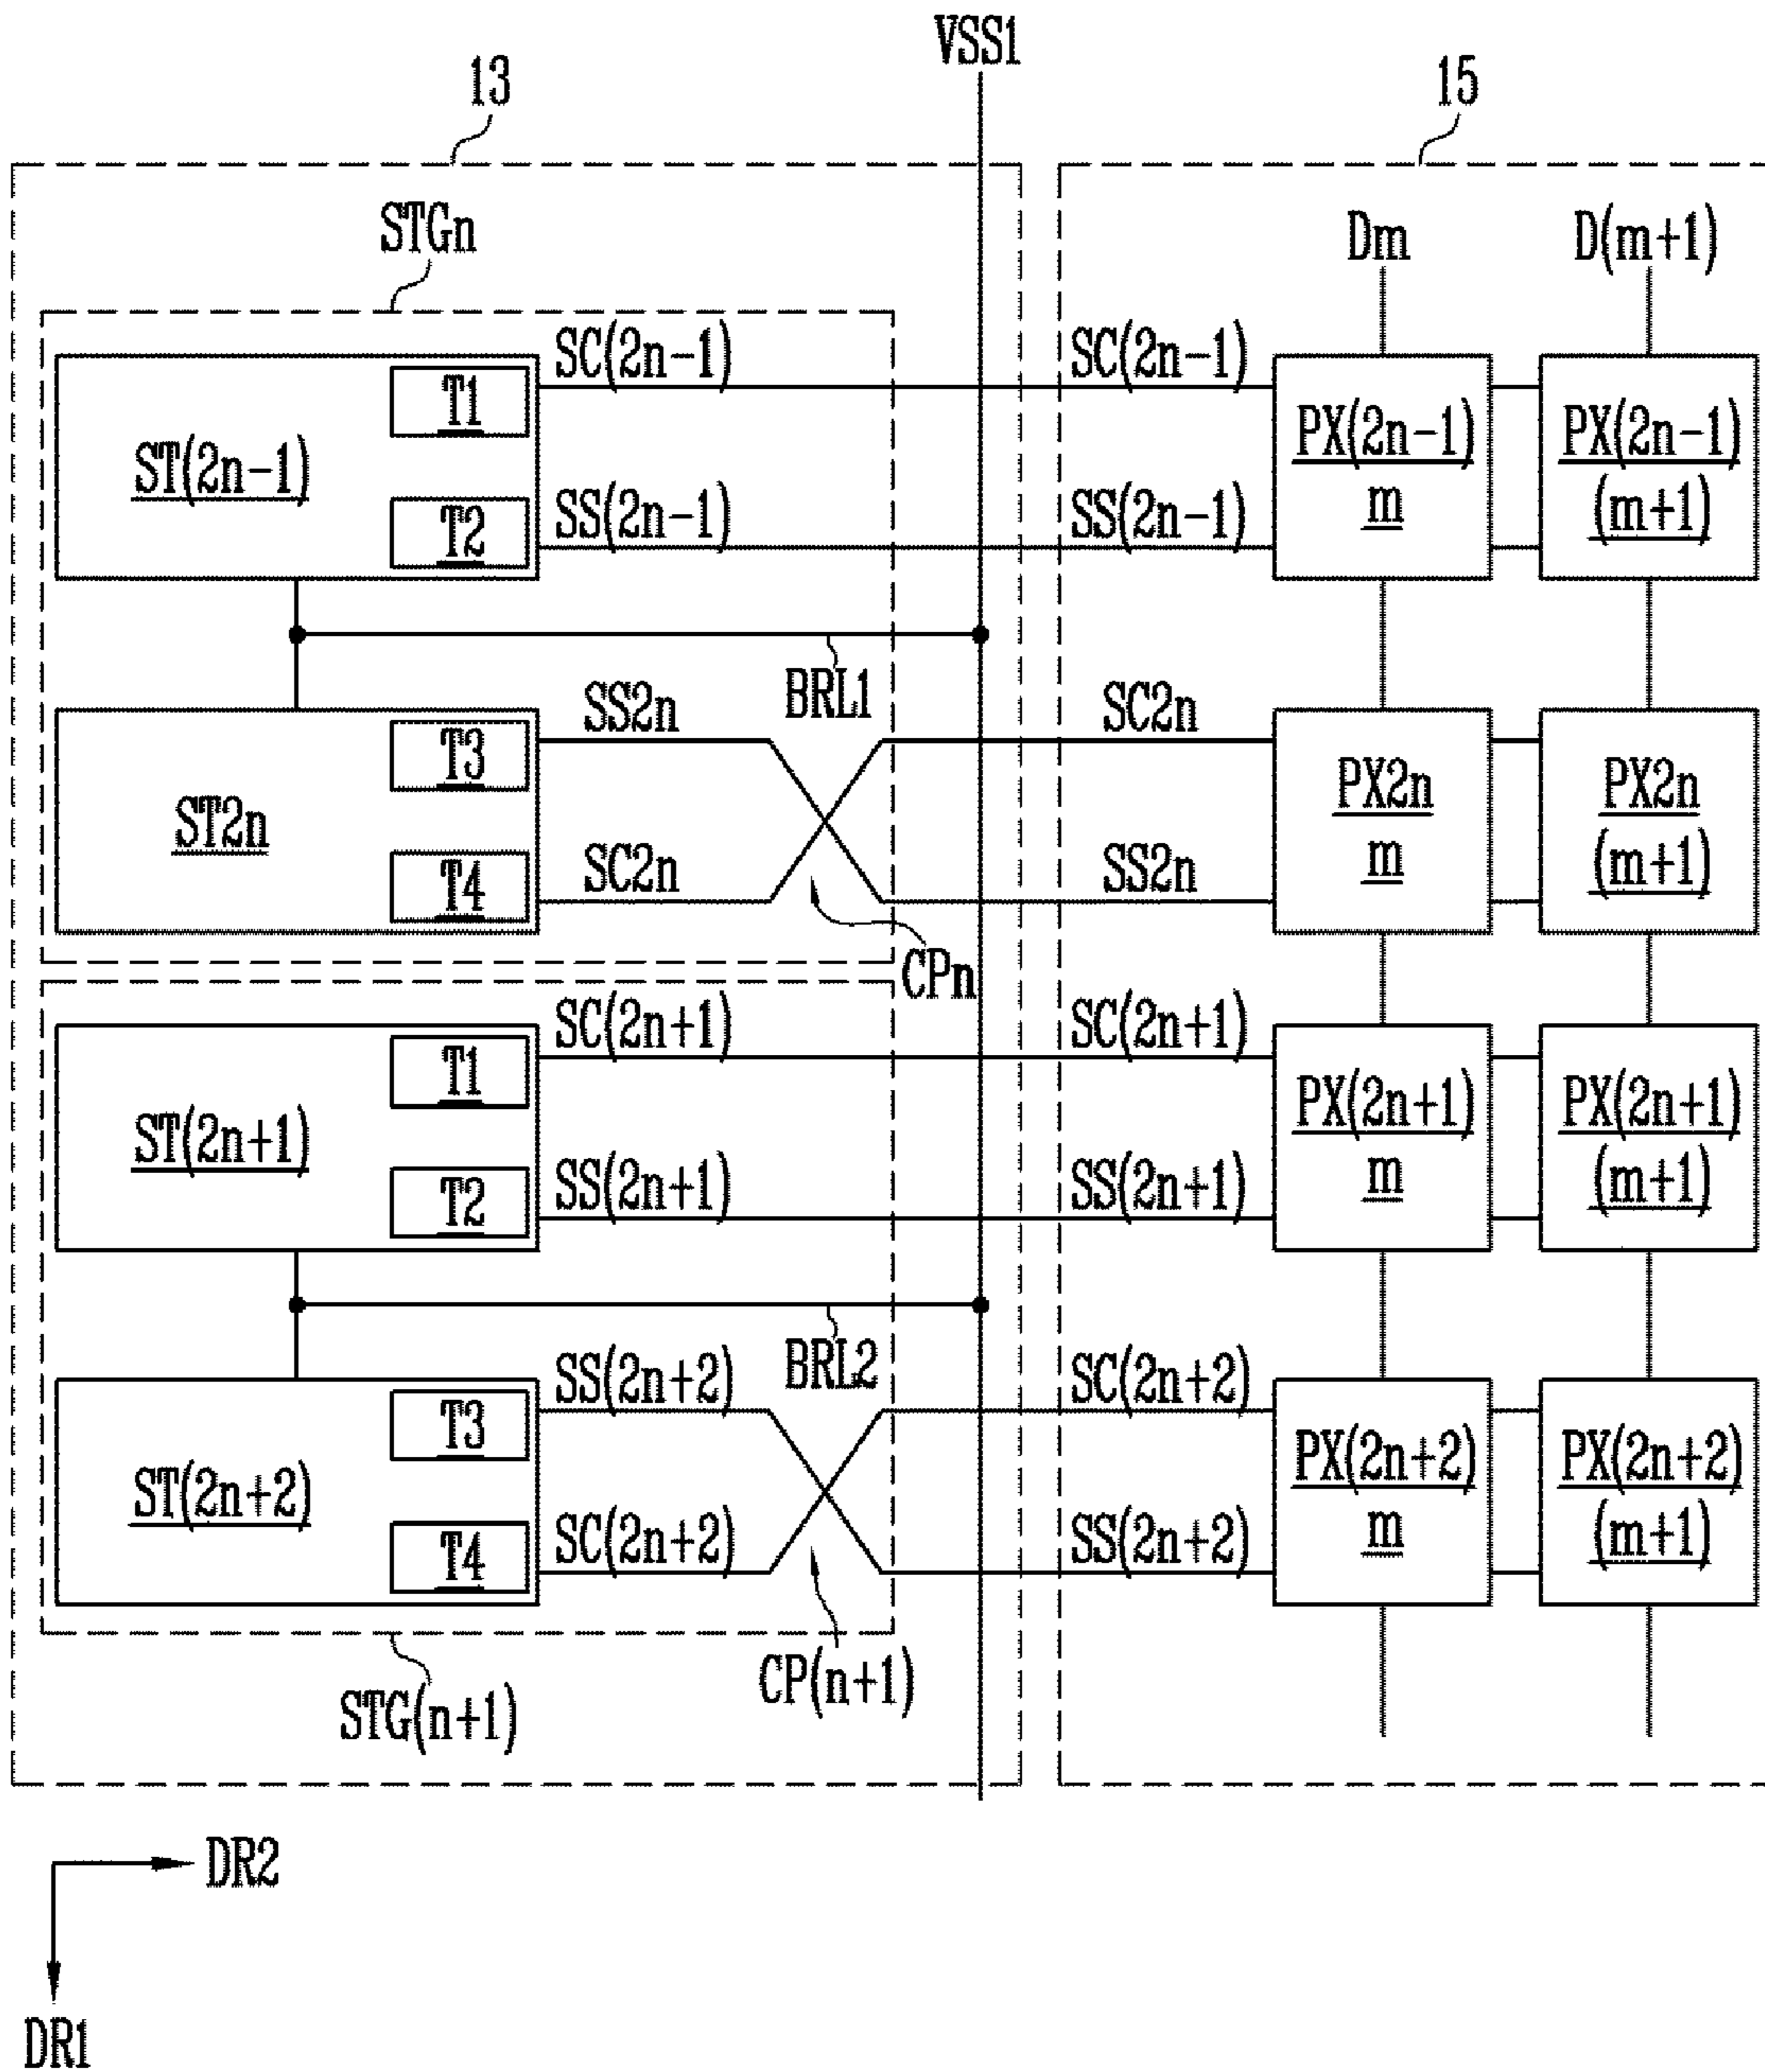 VSS1
13
15
STGn
Dm
D(m+1)
SC(2n-1)
SC(2n-1)
T1
ST(2n-1)
PX(2n-1)
m
PX(2n-1)
(m+1)
T2
SS(2n-1)
SS(2n-1)
BRL1
SS2n
SC2n
T3
ST2n
PX2n
m
PX2n
(m+1)
T4
SC2n
SS2n
CPn
SC(2n+1)
SC(2n+1)
T1
ST(2n+1)
PX(2n+1)
m
PX(2n+1)
(m+1)
T2
SS(2n+1)
SS(2n+1)
BRL2
SS(2n+2)
SC(2n+2)
T3
ST(2n+2)
PX(2n+2)
m
PX(2n+2)
(m+1)
T4
SC(2n+2)
SS(2n+2)
CP(n+1)
STG(n+1)
DR2
DR1